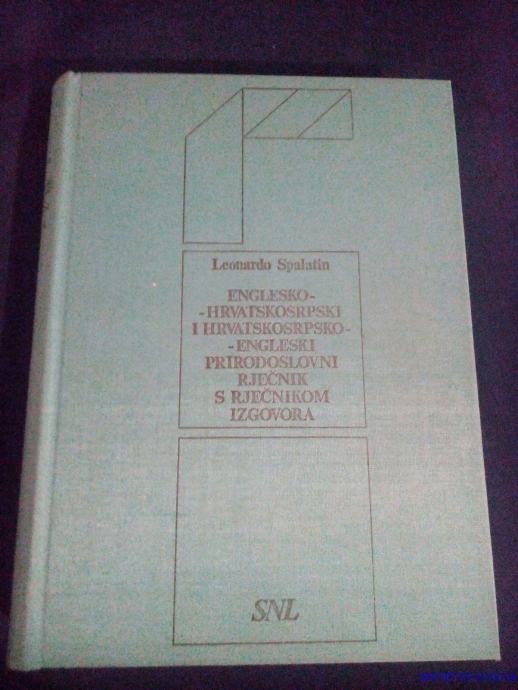 Leonardo Spalatin
ENGLESKO-
-HRVATSKOSRPSKI
I HRVATSKOSRPSKO-
-ENGLESKI
PRIRODOSLOVNI
RJEČNIK
S RJEČNIKOM
IZGOVORA
SNL